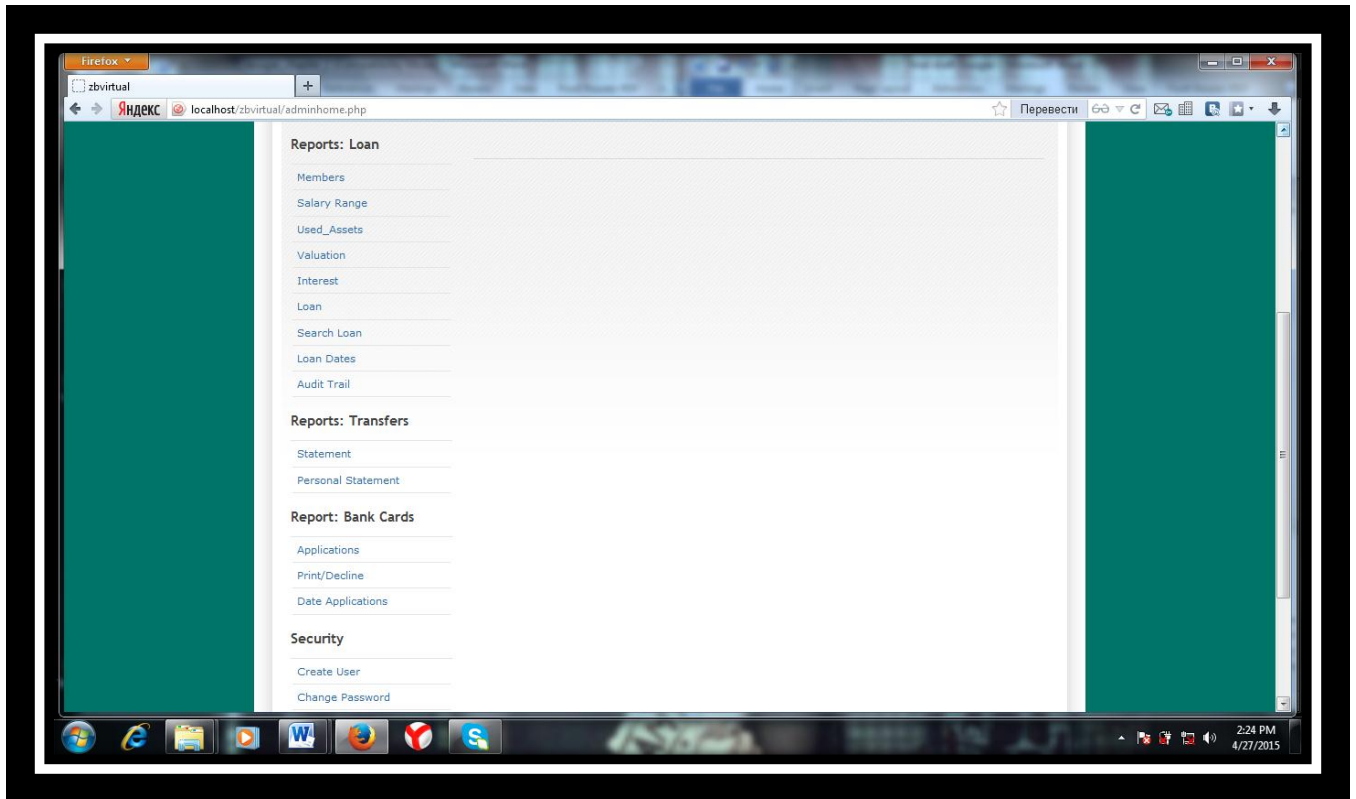 Firefox
zbvirtual
Яндекс localhost/zbvirtual/adminhome.php Перевести
Reports: Loan
Members
Salary Range
Used_Assets
Valuation
Interest
Loan
Search Loan
Loan Dates
Audit Trail
Reports: Transfers
Statement
Personal Statement
Report: Bank Cards
Applications
Print/Decline
Date Applications
Security
Create User
Change Password
2:24 PM
4/27/2015